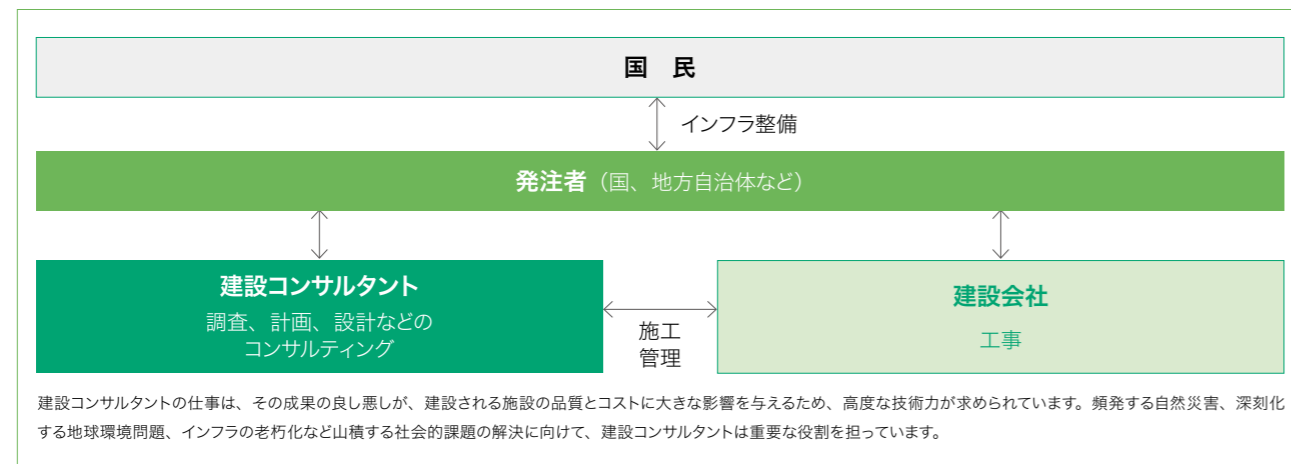 国　民
インフラ整備
発注者（国、地方自治体など）
建設コンサルタント
調査、計画、設計などの
コンサルティング
施工
管理
建設会社
工事
建設コンサルタントの仕事は、その成果の良し悪しが、建設される施設の品質とコストに大きな影響を与えるため、高度な技術力が求められています。頻発する自然災害、深刻化
する地球環境問題、インフラの老朽化など山積する社会的課題の解決に向けて、建設コンサルタントは重要な役割を担っています。